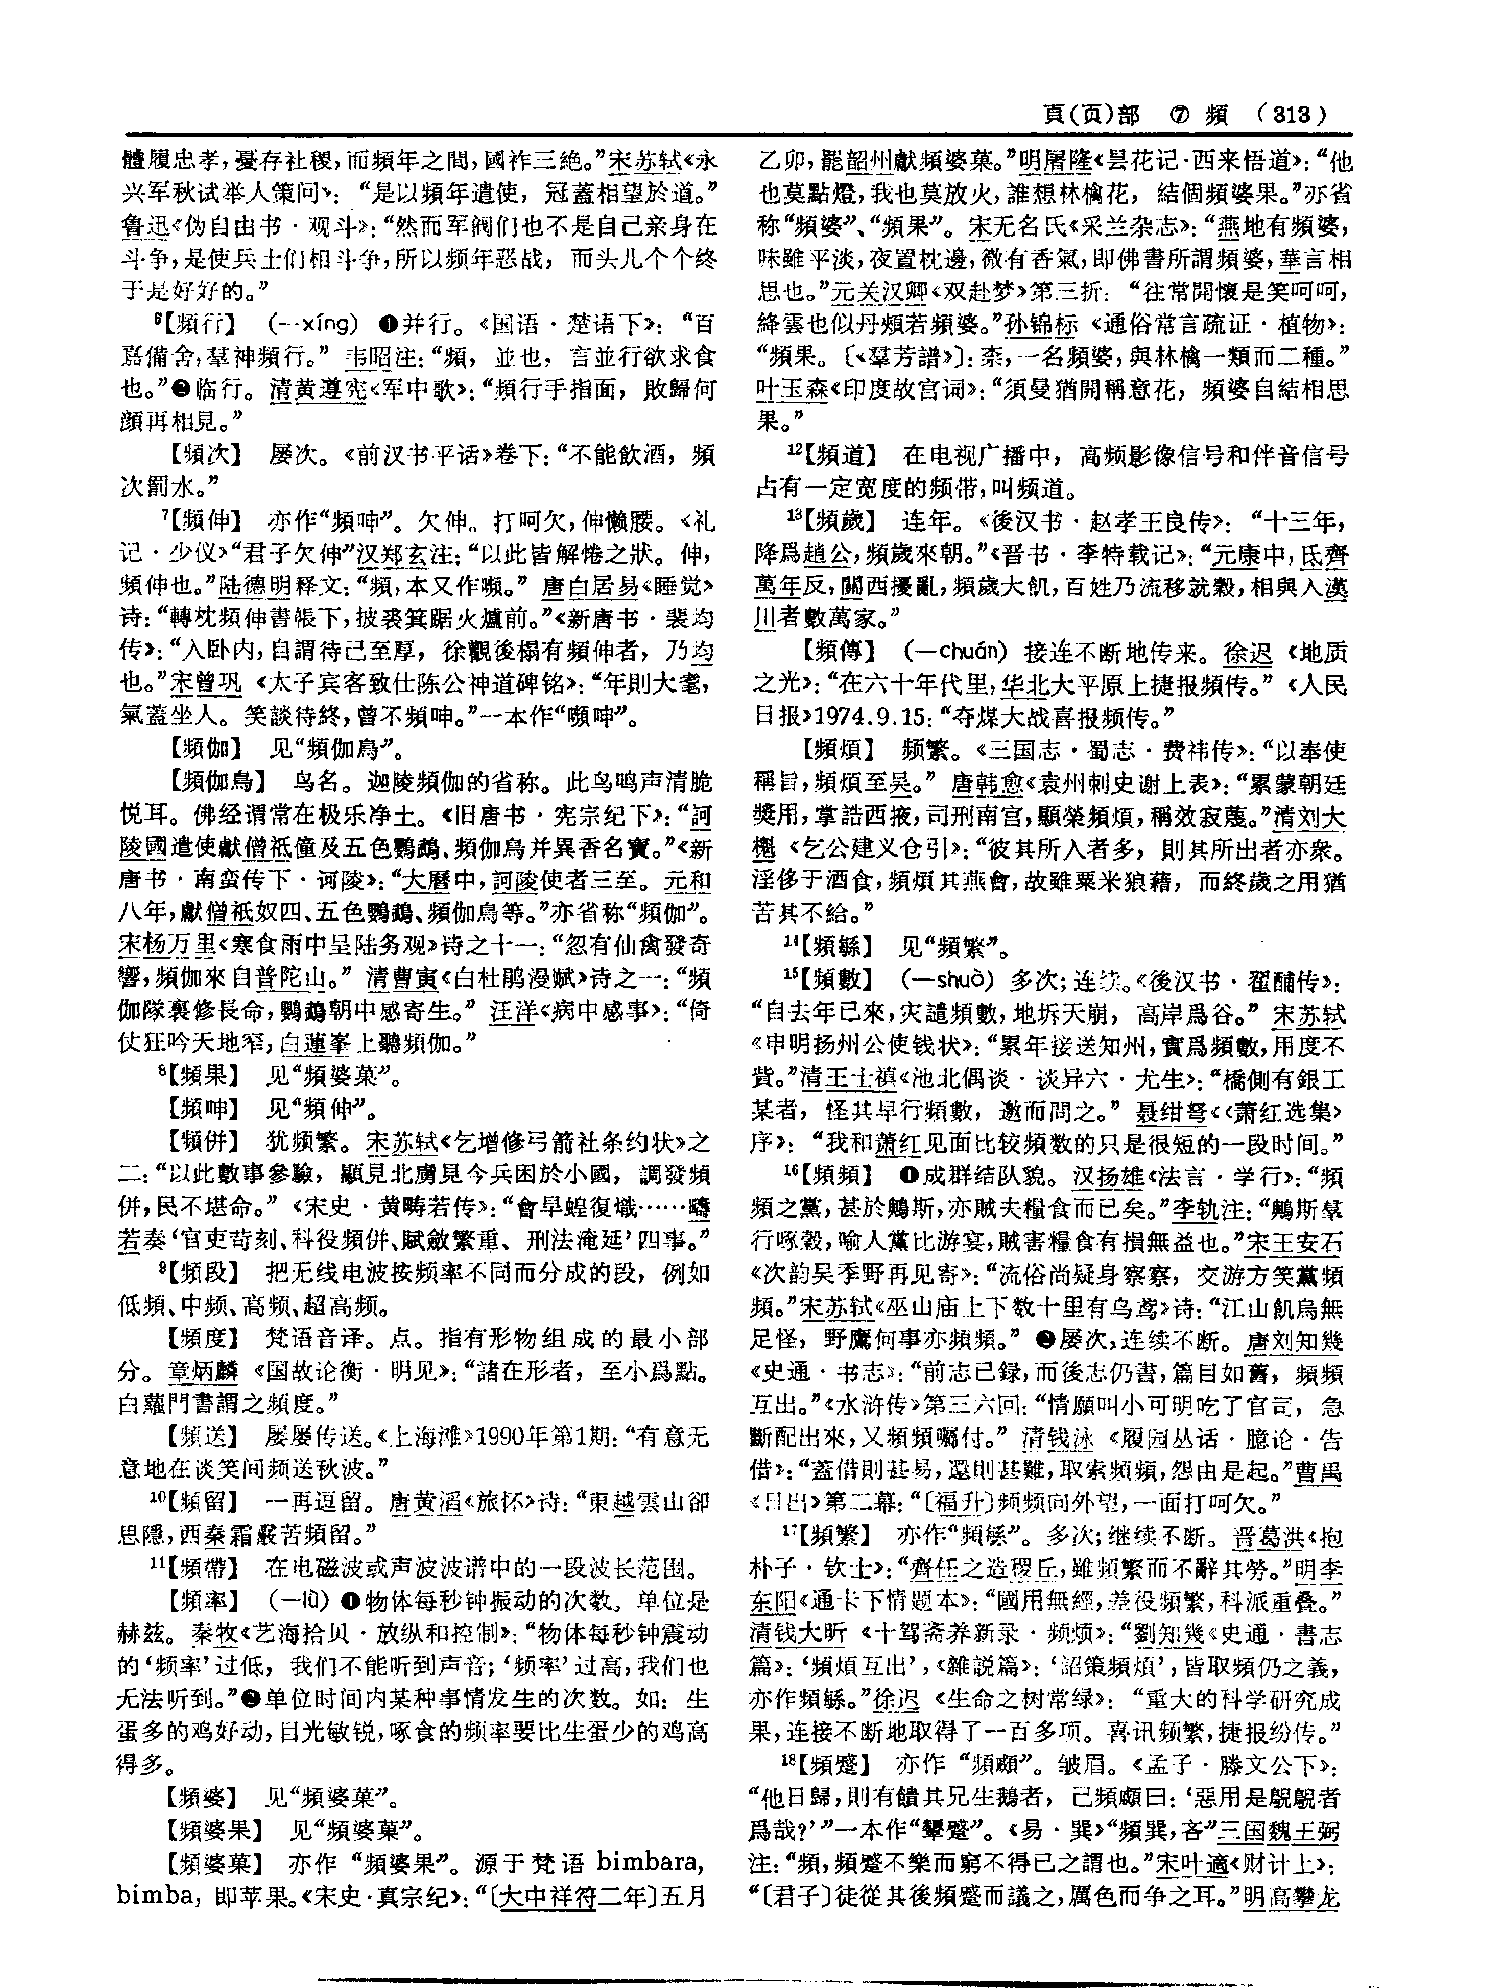 頁(页)部 ⑦ 頻 (313)
體履忠孝，憂存社稷，而頻年之間，國祚三絶。”宋苏轼《永
兴军秋试举人策问》：“是以頻年遣使，冠蓋相望於道。”
鲁迅《伪自由书·观斗》：“然而军阀们也不是自己亲身在
斗争，是使兵士们相斗争，所以频年恶战，而头儿个个终
于是好好的。”
⁶【頻行】 (—xíng) ❶并行。《国语·楚语下》：“百
嘉備舍，羣神頻行。”韦昭注：“頻，並也，言並行欲求食
也。”❷临行。清黄遵宪《军中歌》：“頻行手指面，敗歸何
顔再相見。”
【頻次】 屡次。《前汉书平话》卷下：“不能飲酒，頻
次罰水。”
⁷【頻伸】 亦作“頻呻”。欠伸。打呵欠，伸懒腰。《礼
记·少仪》“君子欠伸”汉郑玄注：“以此皆解惓之狀。伸，
頻伸也。”陆德明释文：“頻，本又作嚬。”唐白居易《睡觉》
诗：“轉枕頻伸書帳下，披裘箕踞火爐前。”《新唐书·裴均
传》：“入卧内，自謂待己至厚，徐觀後榻有頻伸者，乃均
也。”宋曾巩《太子宾客致仕陈公神道碑铭》：“年則大耄，
氣蓋坐人。笑談待終，曾不頻呻。”一本作“嚬呻”。
【頻伽】 见“頻伽鳥”。
【頻伽鳥】 鸟名。迦陵頻伽的省称。此鸟鸣声清脆
悦耳。佛经谓常在极乐净土。《旧唐书·宪宗纪下》：“訶
陵國遣使獻僧祗僮及五色鸚鵡、頻伽鳥并異香名寶。”《新
唐书·南蛮传下·诃陵》：“大曆中，訶陵使者三至。元和
八年，獻僧祇奴四、五色鸚鵡、頻伽鳥等。”亦省称“頻伽”。
宋杨万里《寒食雨中呈陆务观》诗之十一：“忽有仙禽發奇
響，頻伽來自普陀山。”清曹寅《白杜鹃漫赋》诗之一：“頻
伽隊裏修長命，鸚鵡朝中感寄生。”汪洋《病中感事》：“倚
仗狂吟天地窄，白蓮峯上聽頻伽。”
⁸【頻果】 见“頻婆菓”。
【頻呻】 见“頻伸”。
【頻併】 犹频繁。宋苏轼《乞增修弓箭社条约状》之
二：“以此數事參驗，顯見北虜見今兵困於小國，調發頻
併，民不堪命。”《宋史·黄畴若传》：“會旱蝗復熾……疇
若奏‘官吏苛刻、科役頻併、賦斂繁重、刑法淹延’四事。”
⁹【頻段】 把无线电波按频率不同而分成的段，例如
低频、中频、高频、超高频。
【頻度】 梵语音译。点。指有形物组成的最小部
分。章炳麟《国故论衡·明见》：“諸在形者，至小爲點。
白蘿門書謂之頻度。”
【頻送】 屡屡传送。《上海滩》1990年第1期：“有意无
意地在谈笑间频送秋波。”
¹⁰【頻留】 一再逗留。唐黄滔《旅怀》诗：“東越雲山卻
思隱，西秦霜霰苦頻留。”
¹¹【頻帶】 在电磁波或声波波谱中的一段波长范围。
【頻率】 (—lǜ) ❶物体每秒钟振动的次数。单位是
赫兹。秦牧《艺海拾贝·放纵和控制》：“物体每秒钟震动
的‘频率’过低，我们不能听到声音；‘频率’过高，我们也
无法听到。”❷单位时间内某种事情发生的次数。如：生
蛋多的鸡好动，目光敏锐，啄食的频率要比生蛋少的鸡高
得多。
【頻婆】 见“頻婆菓”。
【頻婆果】 见“頻婆菓”。
【頻婆菓】 亦作“頻婆果”。源于梵语 bimbara,
bimba，即苹果。《宋史·真宗纪》：“〔大中祥符二年〕五月
乙卯，罷韶州獻頻婆菓。”明屠隆《昙花记·西来悟道》：“他
也莫點燈，我也莫放火，誰想林檎花，結個頻婆果。”亦省
称“頻婆”、“頻果”。宋无名氏《采兰杂志》：“燕地有頻婆，
味雖平淡，夜置枕邊，微有香氣，即佛書所謂頻婆，華言相
思也。”元关汉卿《双赴梦》第三折：“往常開懷是笑呵呵，
絳雲也似丹頰若頻婆。”孙锦标《通俗常言疏证·植物》：
“頻果。〔《羣芳譜》〕：柰，一名頻婆，與林檎一類而二種。”
叶玉森《印度故宫词》：“須曼猶開稱意花，頻婆自結相思
果。”
¹²【頻道】 在电视广播中，高频影像信号和伴音信号
占有一定宽度的频带，叫频道。
¹³【頻歲】 连年。《後汉书·赵孝王良传》：“十三年，
降爲趙公，頻歲來朝。”《晋书·李特载记》：“元康中，氐齊
萬年反，關西擾亂，頻歲大飢，百姓乃流移就穀，相與入漢
川者數萬家。”
【頻傳】 (—chuán) 接连不断地传来。徐迟《地质
之光》：“在六十年代里，华北大平原上捷报频传。”《人民
日报》1974.9.15：“夺煤大战喜报频传。”
【頻煩】 频繁。《三国志·蜀志·费祎传》：“以奉使
稱旨，頻煩至吴。”唐韩愈《袁州刺史谢上表》：“累蒙朝廷
獎用，掌誥西掖，司刑南宫，顯榮頻煩，稱效寂蔑。”清刘大
櫆《乞公建义仓引》：“彼其所入者多，則其所出者亦衆。
淫侈于酒食，頻煩其燕會，故雖粟米狼藉，而終歲之用猶
苦其不給。”
¹⁴【頻緐】 见“頻繁”。
¹⁵【頻數】 (—shuò) 多次；连续。《後汉书·翟酺传》：
“自去年已來，灾譴頻數，地坼天崩，高岸爲谷。”宋苏轼
《申明扬州公使钱状》：“累年接送知州，實爲頻數，用度不
貲。”清王士禛《池北偶谈·谈异六·尤生》：“橋側有銀工
某者，怪其早行頻數，邀而問之。”聂绀弩《〈萧红选集〉
序》：“我和萧红见面比较频数的只是很短的一段时间。”
¹⁶【頻頻】 ❶成群结队貌。汉扬雄《法言·学行》：“頻
頻之黨，甚於鷡斯，亦賊夫糧食而已矣。”李轨注：“鷡斯羣
行啄穀，喻人黨比游宴，賊害糧食有損無益也。”宋王安石
《次韵吴季野再见寄》：“流俗尚疑身察察，交游方笑黨頻
頻。”宋苏轼《巫山庙上下数十里有乌鸢》诗：“江山飢烏無
足怪，野鷹何事亦頻頻。”❷屡次，连续不断。唐刘知幾
《史通·书志》：“前志已録，而後志仍書，篇目如舊，頻頻
互出。”《水浒传》第三六回：“情願叫小可明吃了官司，急
斷配出來，又頻頻囑付。”清钱泳《履园丛话·臆论·告
借》：“蓋借則甚易，還則甚難，取索頻頻，怨由是起。”曹禺
《日出》第二幕：“〔福升〕频频向外望，一面打呵欠。”
¹⁷【頻繁】 亦作“頻緐”。多次；继续不断。晋葛洪《抱
朴子·钦士》：“齊任之造稷丘，雖頻繁而不辭其勞。”明李
东阳《通卡下情题本》：“國用無經，差役頻繁，科派重叠。”
清钱大昕《十驾斋养新录·频烦》：“劉知幾《史通·書志
篇》：‘頻煩互出’，《雜説篇》：‘詔策頻煩’，皆取頻仍之義，
亦作頻緐。”徐迟《生命之树常绿》：“重大的科学研究成
果，连接不断地取得了一百多项。喜讯频繁，捷报纷传。”
¹⁸【頻蹙】 亦作“頻顣”。皱眉。《孟子·滕文公下》：
“他日歸，則有饋其兄生鵝者，己頻顣曰：‘惡用是鶃鶃者
爲哉？’”一本作“顰蹙”。《易·巽》“頻巽，吝”三国魏王弼
注：“頻，頻蹙不樂而窮不得已之謂也。”宋叶適《财计上》：
“〔君子〕徒從其後頻蹙而議之，厲色而争之耳。”明高攀龙